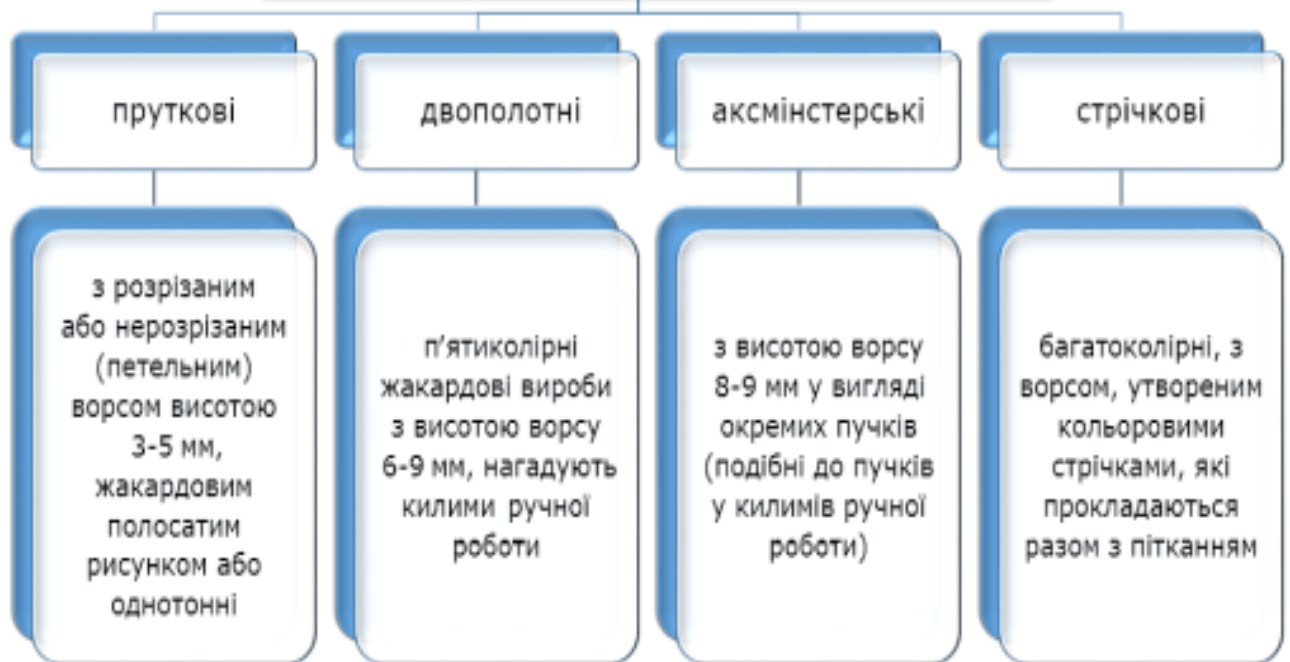 пруткові
двополотні
аксмінстерські
стрічкові
з розрізаним
або нерозрізаним
(петельним)
ворсом висотою
3-5 мм,
жакардовим
полосатим
рисунком або
однотонні
п'ятиколірні
жакардові вироби
з висотою ворсу
6-9 мм, нагадують
килими ручної
роботи
з висотою ворсу
8-9 мм у вигляді
окремих пучків
(подібні до пучків
у килимів ручної
роботи)
багатоколірні, з
ворсом, утвореним
кольоровими
стрічками, які
прокладаються
разом з пітканням